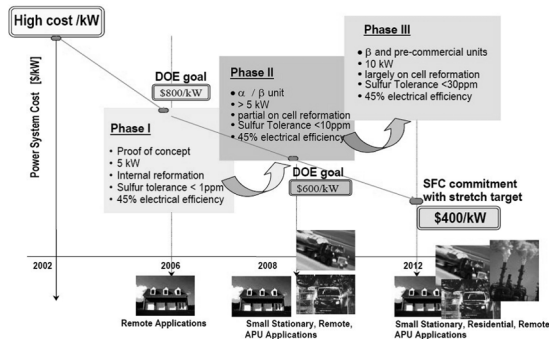 High cost /kW
Power System Cost [$/kW]
DOE goal
$800/kW
Phase I
• Proof of concept
• 5 kW
• Internal reformation
• Sulfur tolerance < 1ppm
• 45% electrical efficiency
Phase II
• α / β unit
• > 5 kW
• partial on cell reformation
• Sulfur Tolerance <10ppm
• 45% electrical efficiency
DOE goal
$600/kW
Phase III
• β and pre-commercial units
• 10 kW
• largely on cell reformation
• Sulfur Tolerance <30ppm
• 45% electrical efficiency
SFC commitment
with stretch target
$400/kW
2002
2006
2008
2012
Remote Applications
Small Stationary, Remote,
APU Applications
Small Stationary, Residential, Remote
APU Applications